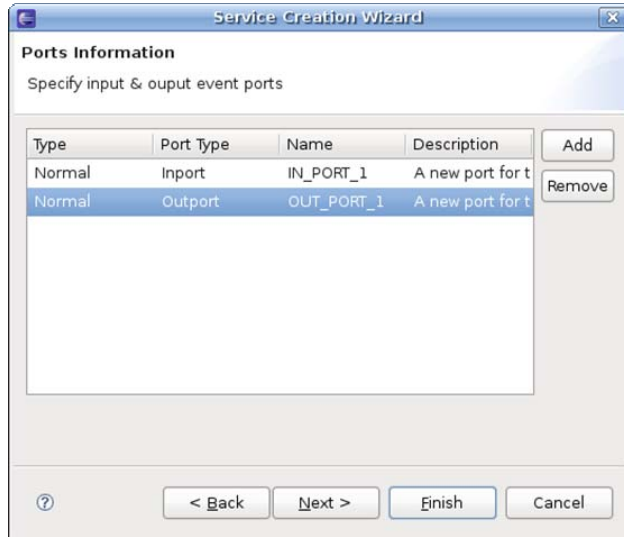 Service Creation Wizard
Ports Information
Specify input & ouput event ports
Type Port Type Name Description
Normal Inport IN_PORT_1 A new port for t
Normal Outport OUT_PORT_1 A new port for t
Add
Remove
< Back Next > Finish Cancel